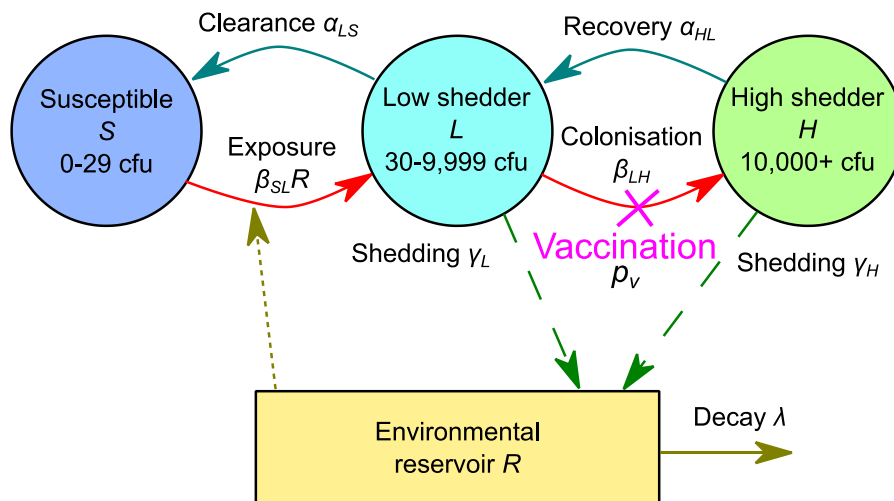 Clearance α_LS
Recovery α_HL
Susceptible
S
0-29 cfu
Exposure
β_SL R
Low shedder
L
30-9,999 cfu
Colonisation
β_LH
High shedder
H
10,000+ cfu
Shedding γ_L
Vaccination
p_v
Shedding γ_H
Environmental
reservoir R
Decay λ